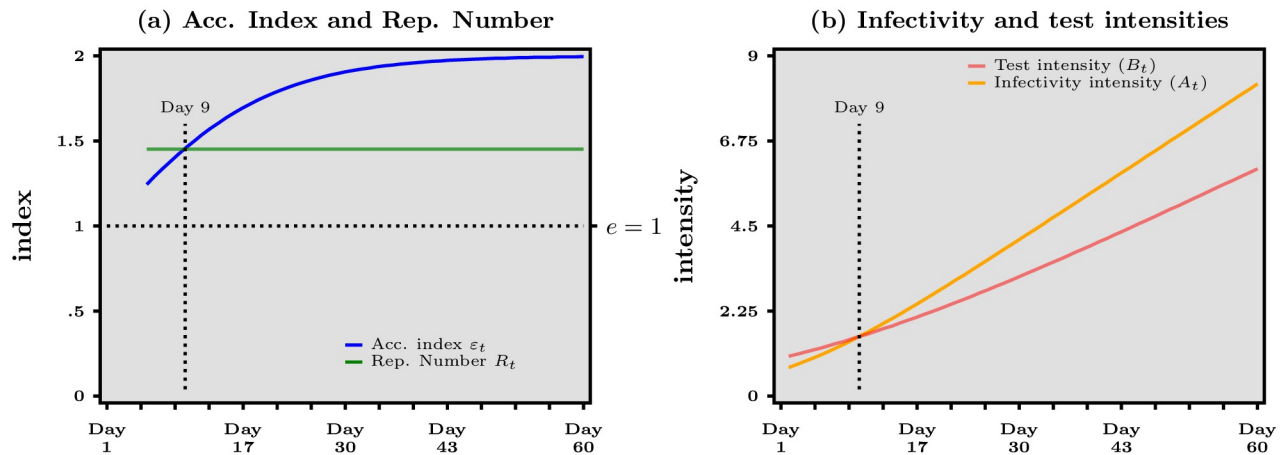 (a) Acc. Index and Rep. Number
2
1.5
1
.5
0
index
Day 9
e = 1
Acc. index εt
Rep. Number Rt
Day 1
Day 17
Day 30
Day 43
Day 60
(b) Infectivity and test intensities
9
6.75
4.5
2.25
0
intensity
Test intensity (Bt)
Infectivity intensity (At)
Day 9
Day 1
Day 17
Day 30
Day 43
Day 60